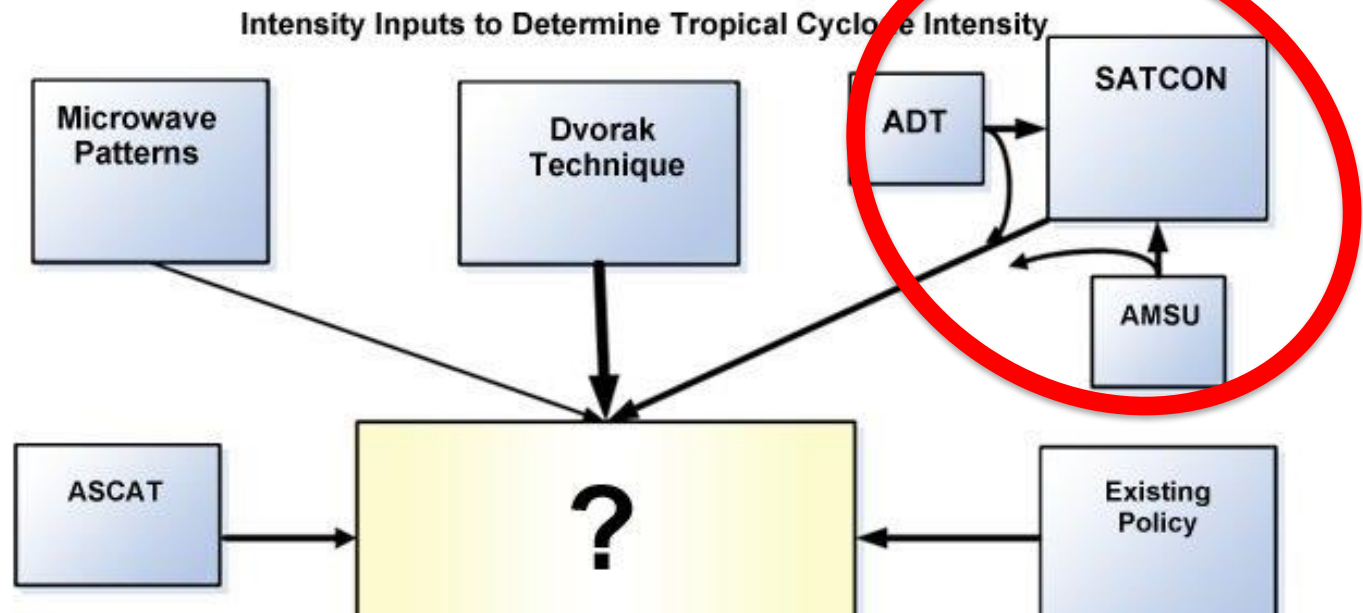 Intensity Inputs to Determine Tropical Cyclone Intensity
Microwave
Patterns
Dvorak
Technique
ADT
SATCON
AMSU
ASCAT
?
Existing
Policy